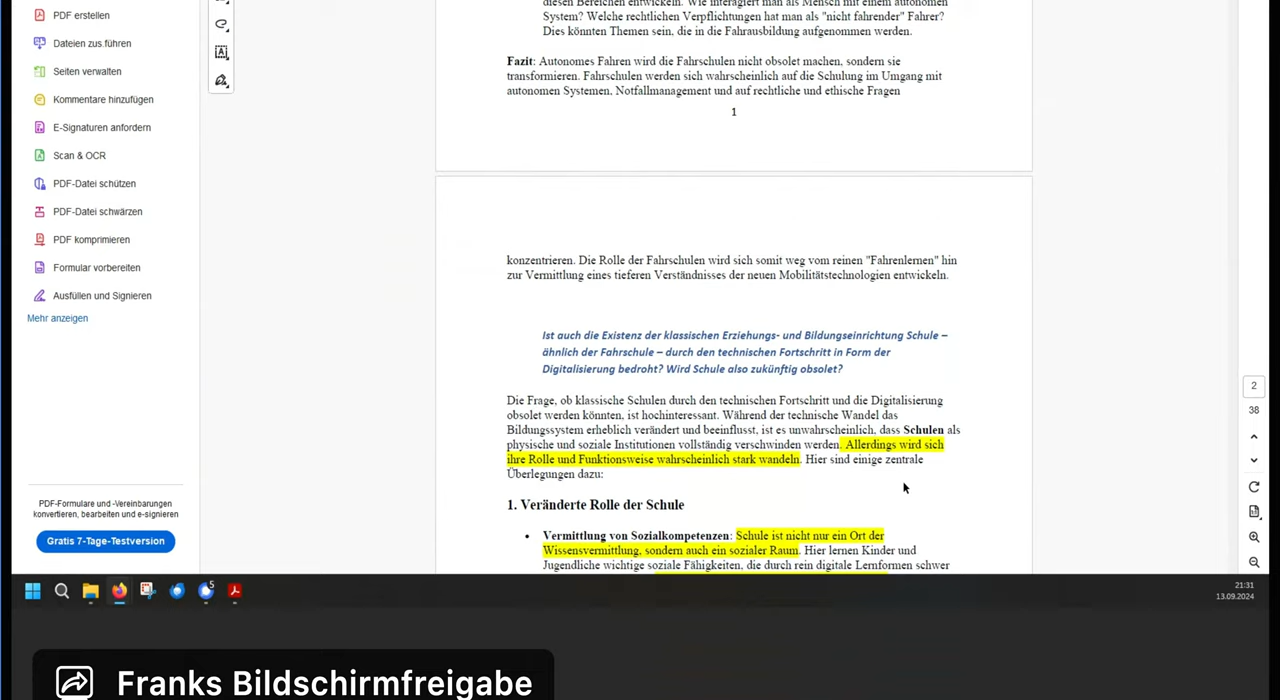 PDF erstellen
Dateien zus.führen
Seiten verwalten
Kommentare hinzufügen
E-Signaturen anfordern
Scan & OCR
PDF-Datei schützen
PDF-Datei schwärzen
PDF komprimieren
Formular vorbereiten
Ausfüllen und Signieren
Mehr anzeigen
PDF-Formulare und -Vereinbarungen
konvertieren, bearbeiten und e-signieren
Gratis 7-Tage-Testversion
diesen Bereichen entwickeln. Wie interagiert man als Mensch mit einem autonomen
System? Welche rechtlichen Verpflichtungen hat man als "nicht fahrender" Fahrer?
Dies könnten Themen sein, die in die Fahrausbildung aufgenommen werden.
Fazit: Autonomes Fahren wird die Fahrschulen nicht obsolet machen, sondern sie
transformieren. Fahrschulen werden sich wahrscheinlich auf die Schulung im Umgang mit
autonomen Systemen, Notfallmanagement und auf rechtliche und ethische Fragen
1
konzentrieren. Die Rolle der Fahrschulen wird sich somit weg vom reinen "Fahrenlernen" hin
zur Vermittlung eines tieferen Verständnisses der neuen Mobilitätstechnologien entwickeln.
Ist auch die Existenz der klassischen Erziehungs- und Bildungseinrichtung Schule –
ähnlich der Fahrschule – durch den technischen Fortschritt in Form der
Digitalisierung bedroht? Wird Schule also zukünftig obsolet?
Die Frage, ob klassische Schulen durch den technischen Fortschritt und die Digitalisierung
obsolet werden könnten, ist hochinteressant. Während der technische Wandel das
Bildungssystem erheblich verändert und beeinflusst, ist es unwahrscheinlich, dass Schulen als
physische und soziale Institutionen vollständig verschwinden werden. Allerdings wird sich
ihre Rolle und Funktionsweise wahrscheinlich stark wandeln. Hier sind einige zentrale
Überlegungen dazu:
1. Veränderte Rolle der Schule
• Vermittlung von Sozialkompetenzen: Schule ist nicht nur ein Ort der
Wissensvermittlung, sondern auch ein sozialer Raum. Hier lernen Kinder und
Jugendliche wichtige soziale Fähigkeiten, die durch rein digitale Lernformen schwer
2
38
5
21:31
13.09.2024
Franks Bildschirmfreigabe